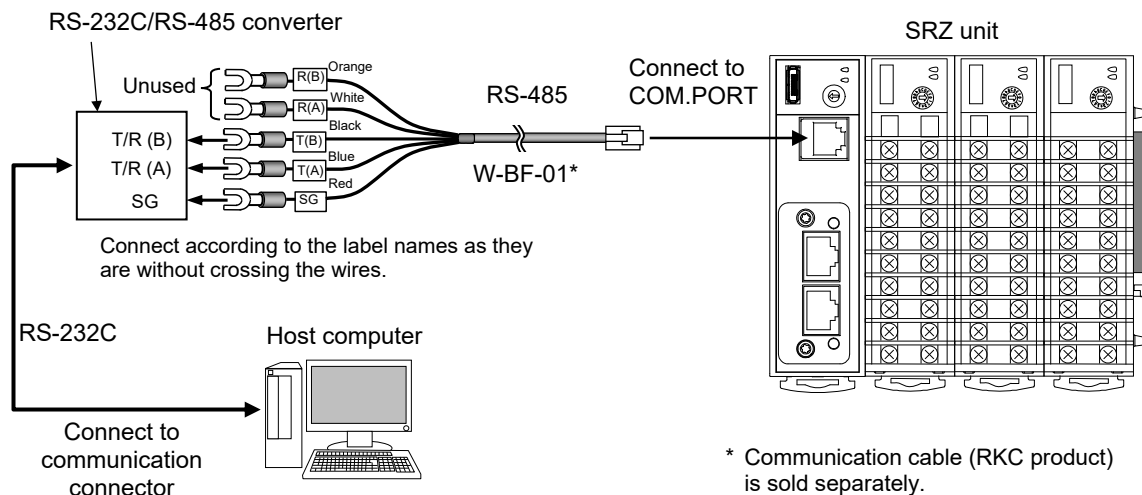 RS-232C/RS-485 converter
SRZ unit
Unused
R(B)
Orange
R(A)
White
T/R (B)
T(B)
Black
T/R (A)
T(A)
Blue
SG
SG
Red
RS-485
W-BF-01*
Connect to
COM.PORT
Connect according to the label names as they
are without crossing the wires.
RS-232C
Host computer
Connect to
communication
connector
* Communication cable (RKC product)
is sold separately.